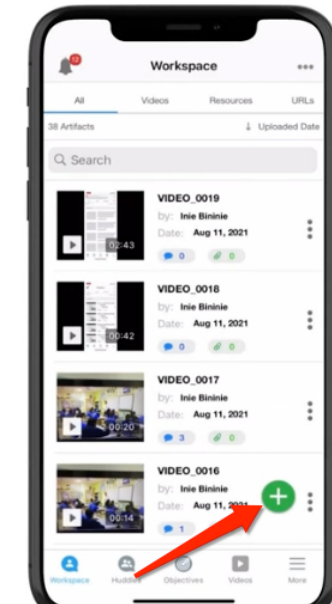 12
Workspace
All Videos Resources URLs
38 Artifacts ↓ Uploaded Date
Search
VIDEO_0019
by: Inie Bininie
Date: Aug 11, 2021
02:43
0 0
VIDEO_0018
by: Inie Bininie
Date: Aug 11, 2021
00:42
0 0
VIDEO_0017
by: Inie Bininie
Date: Aug 11, 2021
00:20
3 0
VIDEO_0016
by: Inie Bininie
Date: Aug 11, 2021
00:14
1
Workspace Huddles Objectives Videos More